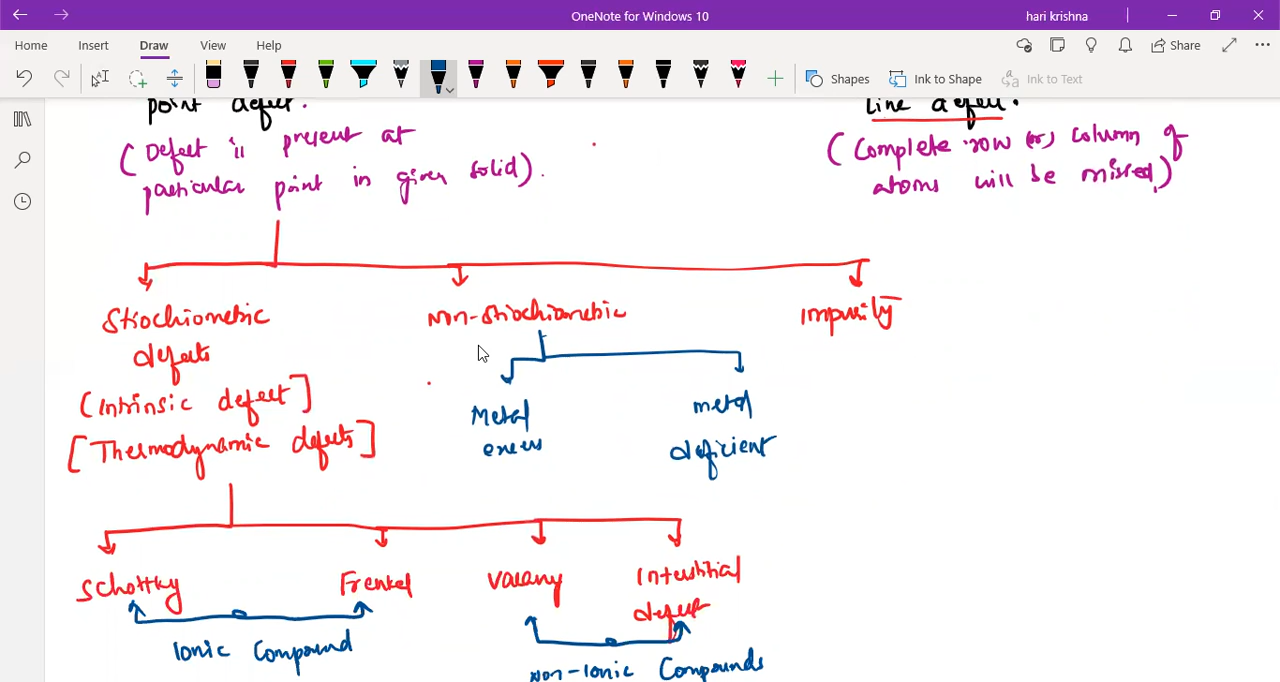 OneNote for Windows 10
hari krishna
Home Insert Draw View Help
Share
Shapes
Ink to Shape
Ink to Text
point defect.
(Defect is present at
particular point in given solid).
Line defect.
(Complete row (or) column of
atoms will be missed)
Stiochiometric
defects
[Intrinsic defect]
[Thermodynamic defects]
Non-Stiochiometric
Impurity
Metal
excess
metal
deficient
Schottky
Frenkel
Vacany
Interstitial
defect
Ionic Compound
Non-ionic Compounds